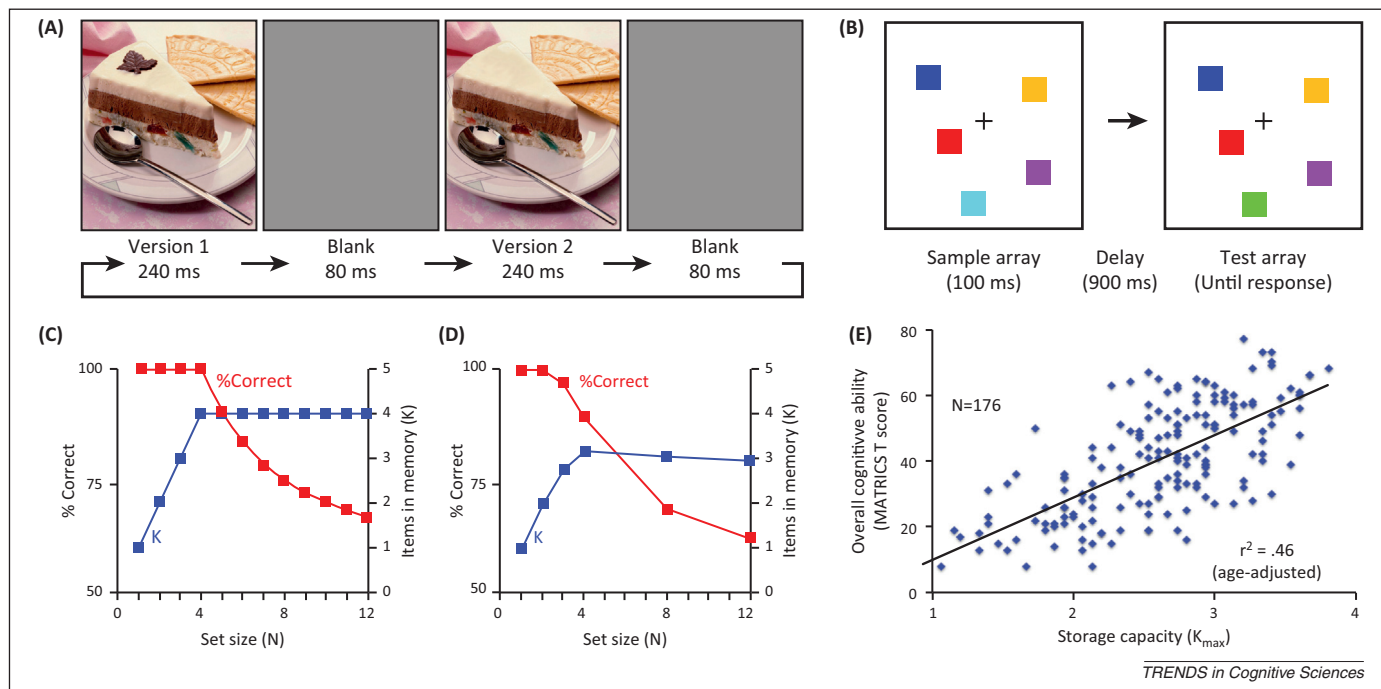 (A)
Version 1
240 ms
Blank
80 ms
Version 2
240 ms
Blank
80 ms
(B)
Sample array
(100 ms)
Delay
(900 ms)
Test array
(Until response)
(C)
100
75
50
% Correct
%Correct
K
5
4
3
2
1
0
Items in memory (K)
0
4
6
8
10
12
Set size (N)
(D)
100
75
50
% Correct
%Correct
K
5
4
3
2
1
0
Items in memory (K)
0
4
8
12
Set size (N)
(E)
80
60
40
20
0
Overall cognitivve ability
(MATRICS T score)
N=176
r² = .46
(age-adjusted)
1
2
3
4
Storage capacity (Kmax)
TRENDS in Cognitive Sciences